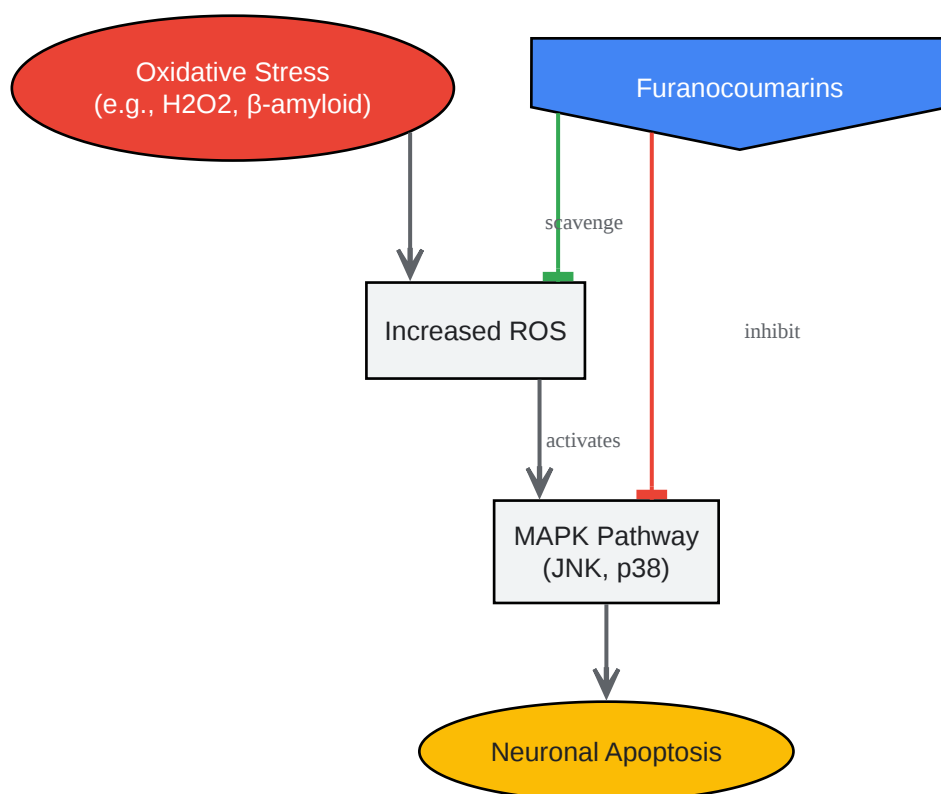 Oxidative Stress
(e.g., H2O2, β-amyloid)
Furanocoumarins
scavenge
Increased ROS
inhibit
activates
MAPK Pathway
(JNK, p38)
Neuronal Apoptosis